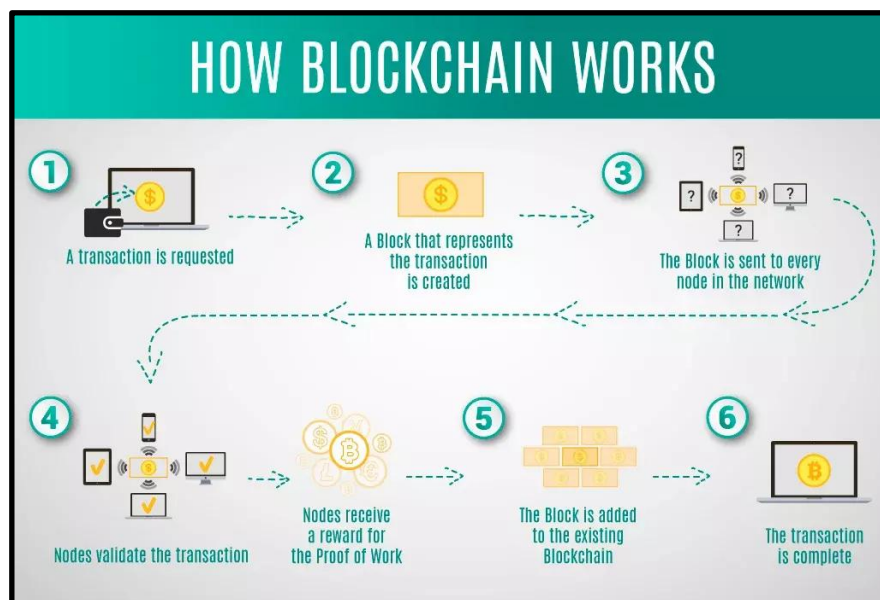 HOW BLOCKCHAIN WORKS
1
2
3
A transaction is requested
A Block that represents
the transaction
is created
The Block is sent to every
node in the network
4
5
6
Nodes validate the transaction
Nodes receive
a reward for
the Proof of Work
The Block is added
to the existing
Blockchain
The transaction
is complete